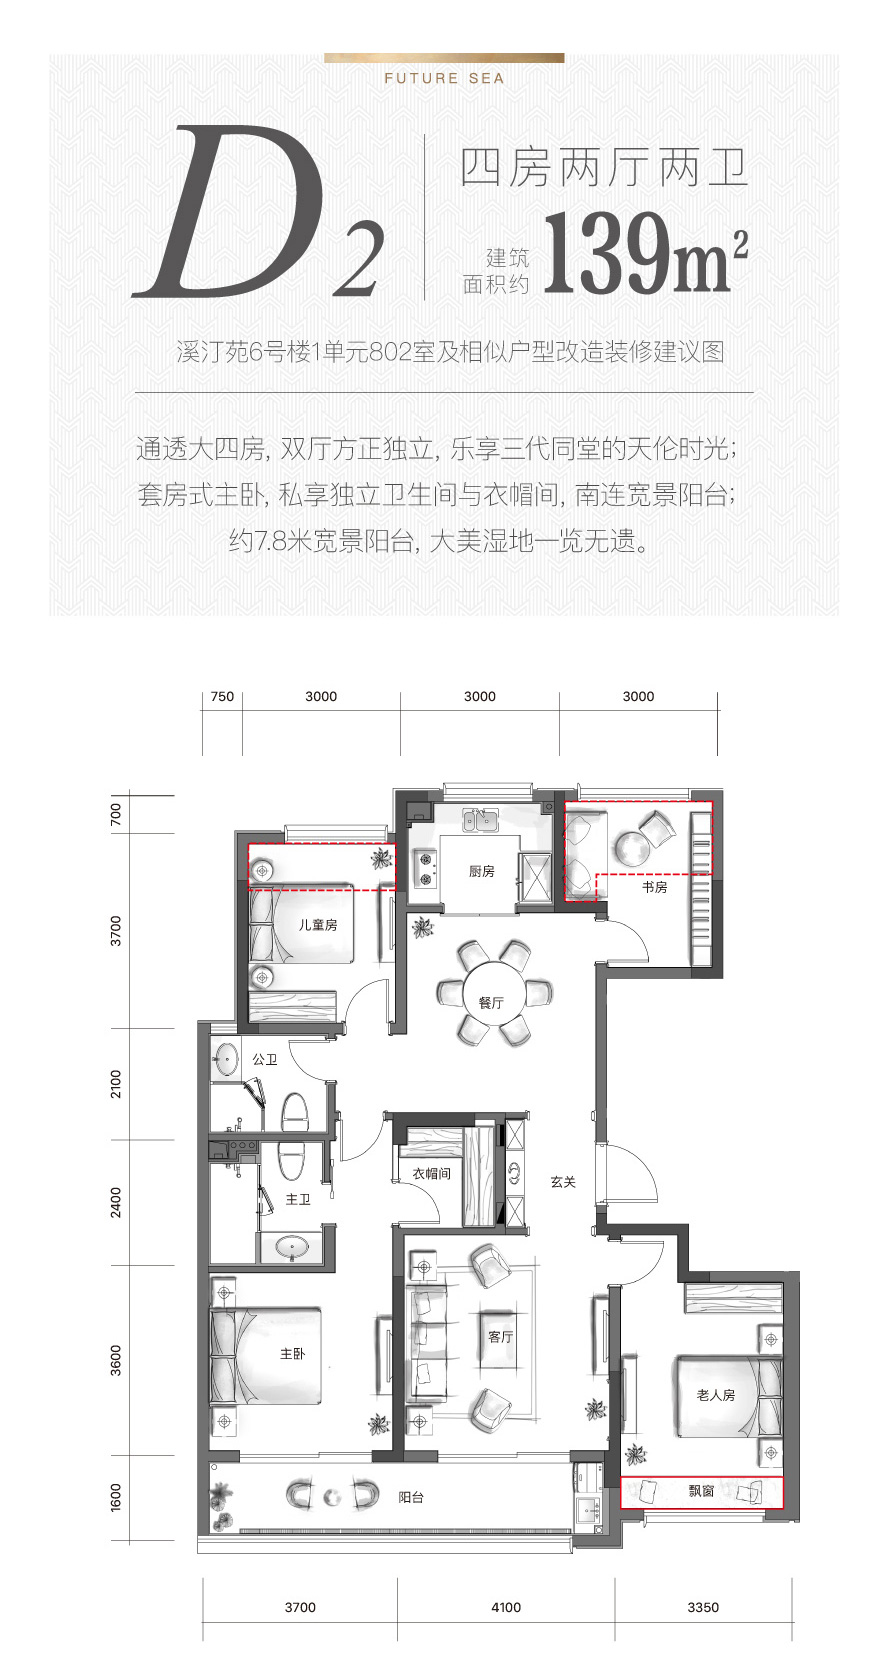 FUTURE SEA
D2
四房两厅两卫
建筑
面积约
139m²
溪汀苑6号楼1单元802室及相似户型改造装修建议图
通透大四房, 双厅方正独立, 乐享三代同堂的天伦时光;
套房式主卧, 私享独立卫生间与衣帽间, 南连宽景阳台;
约7.8米宽景阳台, 大美湿地一览无遗。
750 3000 3000 3000
700
厨房
书房
3700
儿童房
餐厅
公卫
2100
衣帽间
玄关
主卫
2400
客厅
主卧
3600
老人房
飘窗
阳台
1600
3700 4100 3350